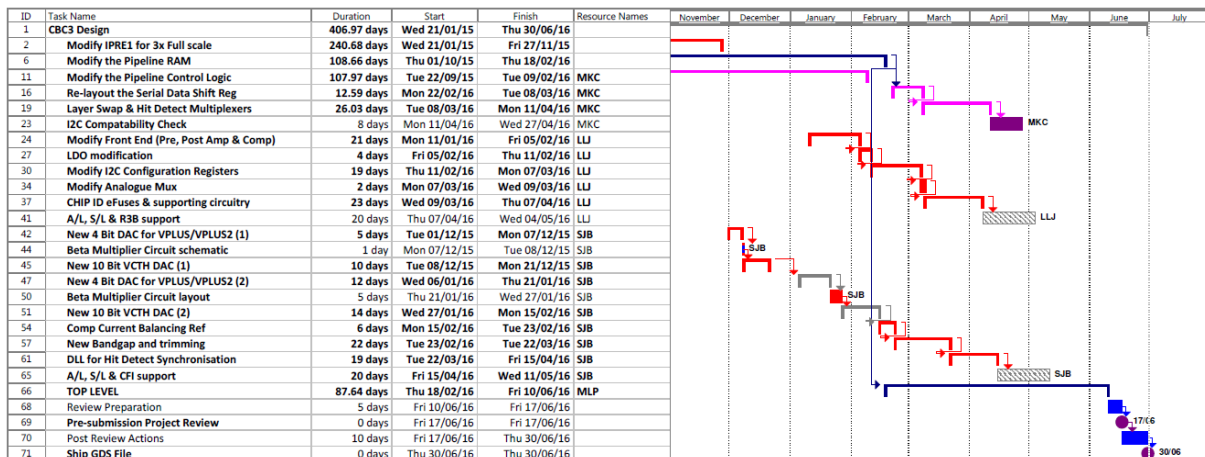 ID Task Name Duration Start Finish Resource Names November December January February March April May June July
1 CBC3 Design 406.97 days Wed 21/01/15 Thu 30/06/16
2 Modify IPRE1 for 3x Full scale 240.68 days Wed 21/01/15 Fri 27/11/15
6 Modify the Pipeline RAM 108.66 days Thu 01/10/15 Thu 18/02/16
11 Modify the Pipeline Control Logic 107.97 days Tue 22/09/15 Tue 09/02/16 MKC
16 Re-layout the Serial Data Shift Reg 12.59 days Mon 22/02/16 Tue 08/03/16 MKC
19 Layer Swap & Hit Detect Multiplexers 26.03 days Tue 08/03/16 Mon 11/04/16 MKC
23 I2C Compatability Check 8 days Mon 11/04/16 Wed 27/04/16 MKC MKC
24 Modify Front End (Pre, Post Amp & Comp) 21 days Mon 11/01/16 Fri 05/02/16 LLJ
27 LDO modification 4 days Fri 05/02/16 Thu 11/02/16 LLJ
30 Modify I2C Configuration Registers 19 days Thu 11/02/16 Mon 07/03/16 LLJ
34 Modify Analogue Mux 2 days Mon 07/03/16 Wed 09/03/16 LLJ
37 CHIP ID eFuses & supporting circuitry 23 days Wed 09/03/16 Thu 07/04/16 LLJ
41 A/L, S/L & R3B support 20 days Thu 07/04/16 Wed 04/05/16 LLJ LLJ
42 New 4 Bit DAC for VPLUS/VPLUS2 (1) 5 days Tue 01/12/15 Mon 07/12/15 SJB
44 Beta Multiplier Circuit schematic 1 day Mon 07/12/15 Tue 08/12/15 SJB SJB
45 New 10 Bit VCTH DAC (1) 10 days Tue 08/12/15 Mon 21/12/15 SJB
47 New 4 Bit DAC for VPLUS/VPLUS2 (2) 12 days Wed 06/01/16 Thu 21/01/16 SJB
50 Beta Multiplier Circuit layout 5 days Thu 21/01/16 Wed 27/01/16 SJB SJB
51 New 10 Bit VCTH DAC (2) 14 days Wed 27/01/16 Mon 15/02/16 SJB
54 Comp Current Balancing Ref 6 days Mon 15/02/16 Tue 23/02/16 SJB
57 New Bandgap and trimming 22 days Tue 23/02/16 Tue 22/03/16 SJB
61 DLL for Hit Detect Synchronisation 19 days Tue 22/03/16 Fri 15/04/16 SJB
65 A/L, S/L & CFI support 20 days Fri 15/04/16 Wed 11/05/16 SJB SJB
66 TOP LEVEL 87.64 days Thu 18/02/16 Fri 10/06/16 MLP
68 Review Preparation 5 days Fri 10/06/16 Fri 17/06/16
69 Pre-submission Project Review 0 days Fri 17/06/16 Fri 17/06/16 17/06
70 Post Review Actions 10 days Fri 17/06/16 Thu 30/06/16
71 Ship GDS File 0 days Thu 30/06/16 Thu 30/06/16 30/06